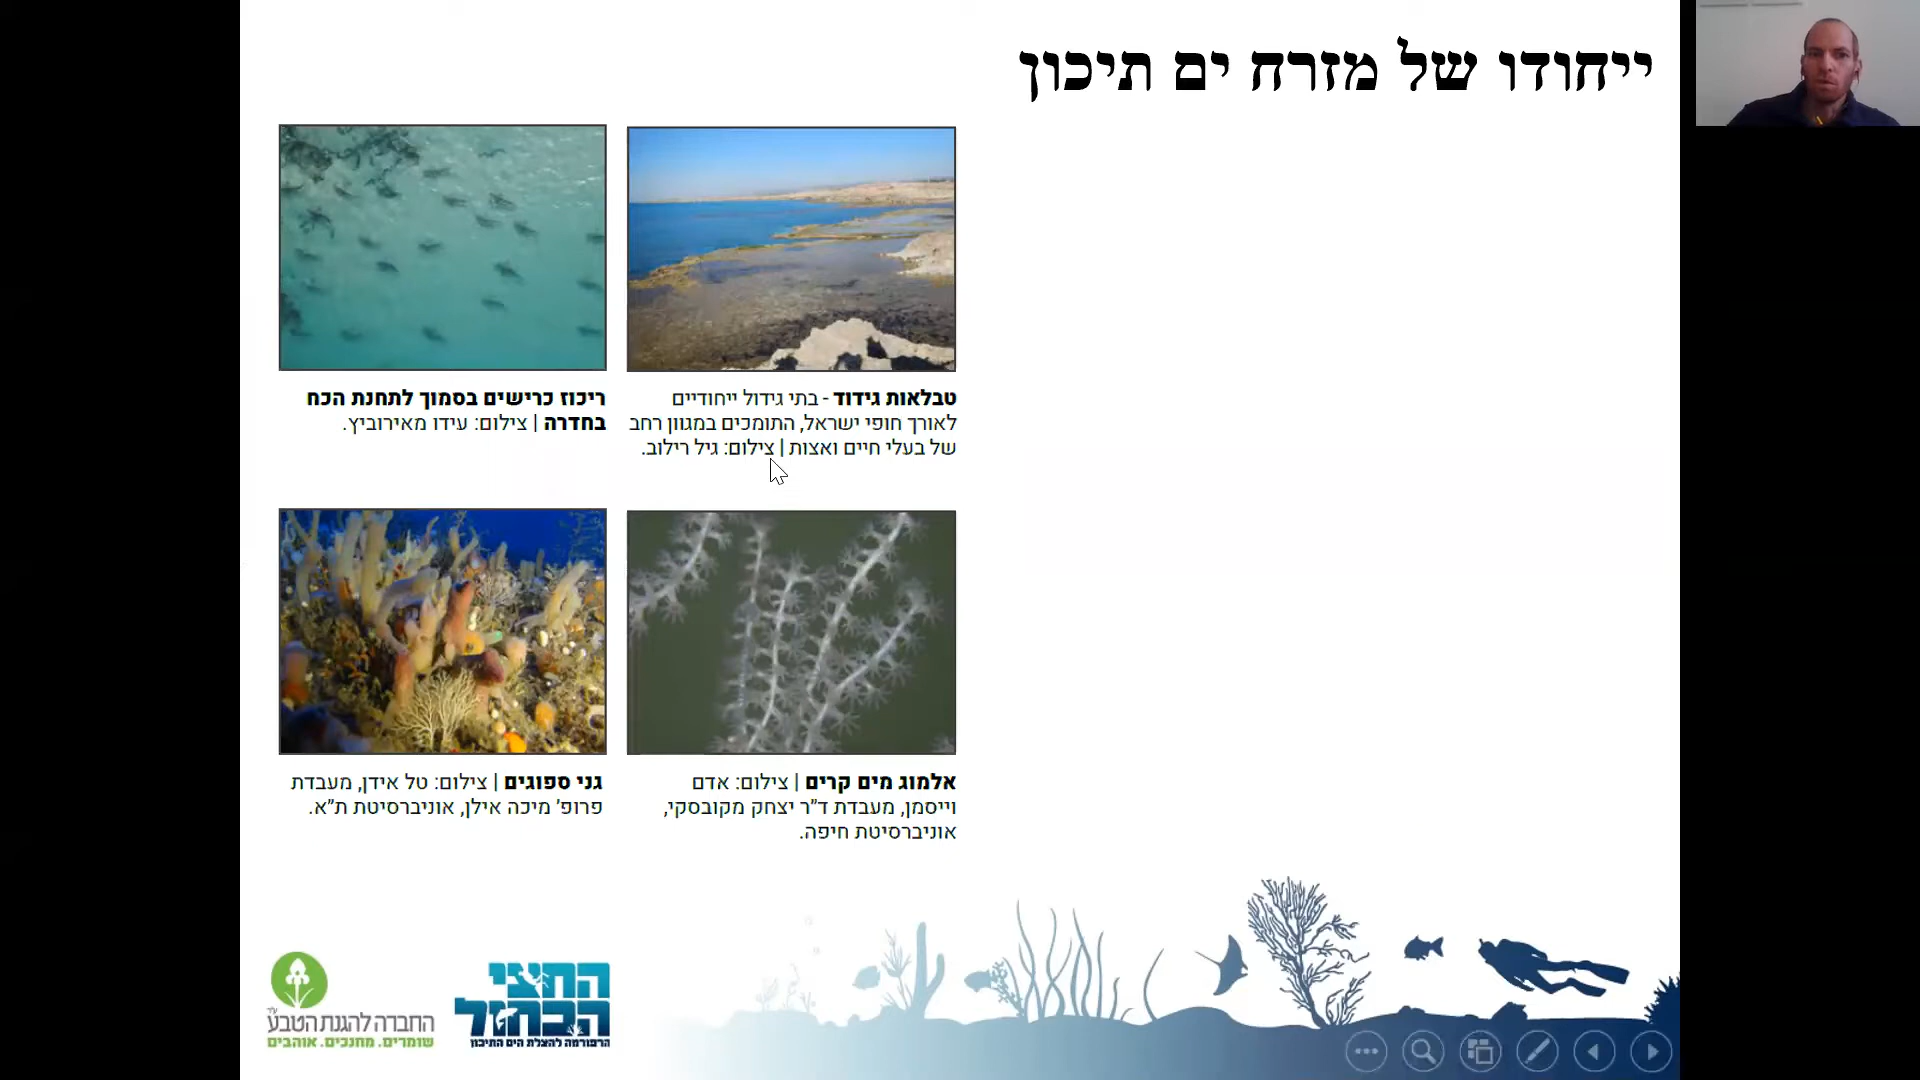 ייחודו של מזרח ים תיכון
טבלאות גידוד - בתי גידול ייחודיים
לאורך חופי ישראל, התומכים במגוון רחב
של בעלי חיים ואצות | צילום: גיל רילוב.
ריכוז כרישים בסמוך לתחנת הכח
בחדרה | צילום: עידו מאירוביץ.
אלמוג מים קרים | צילום: אדם
וייסמן, מעבדת ד״ר יצחק מקובסקי,
אוניברסיטת חיפה.
גני ספוגים | צילום: טל אידן, מעבדת
פרופ׳ מיכה אילן, אוניברסיטת ת״א.
החצי
הכחול
הרפורמה להצלת הים התיכון
החברה להגנת הטבע ע״ר
שומרים. מחנכים. אוהבים